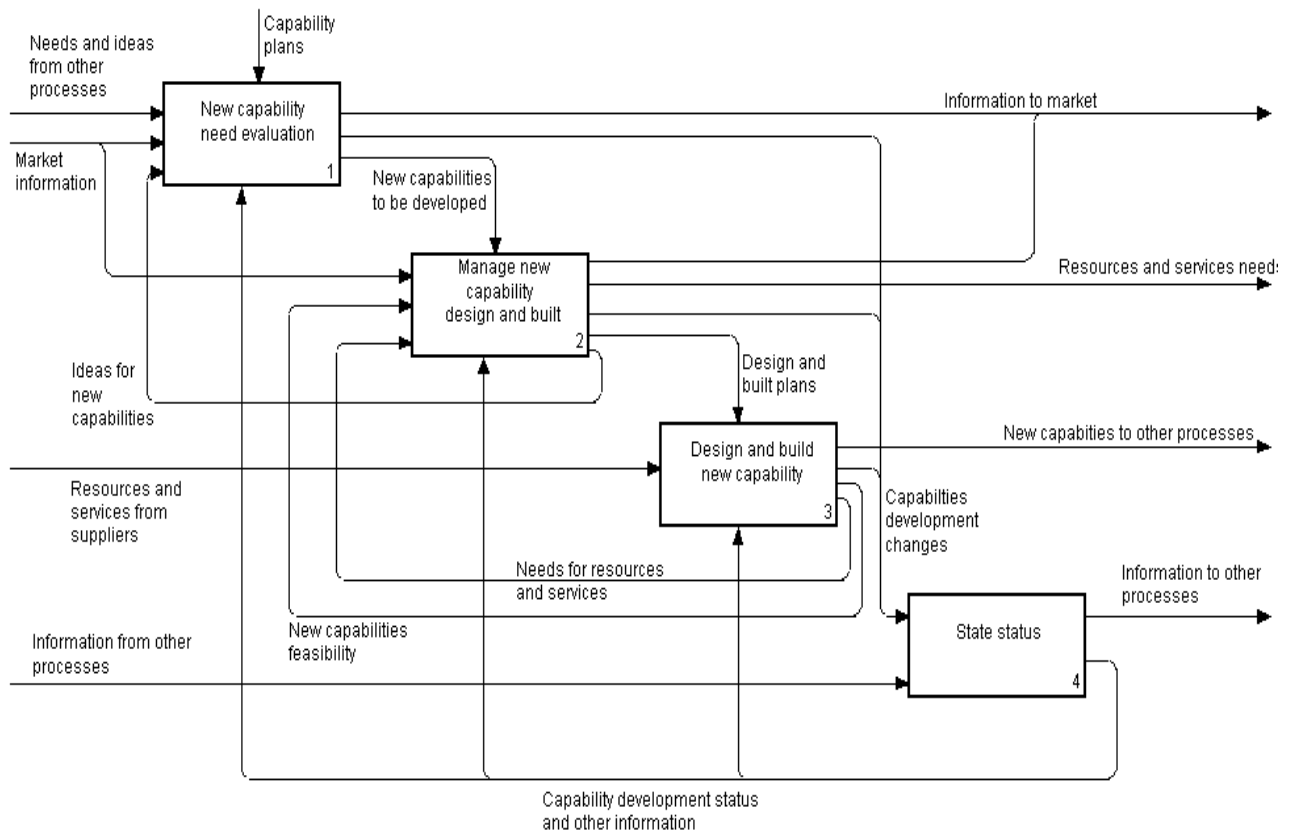 Capability
plans
Needs and ideas
from other
processes
New capability
need evaluation
1
Information to market
Market
information
New capabilities
to be developed
Manage new
capability
design and built
2
Resources and services needs
Ideas for
new
capabilities
Design and
built plans
Design and build
new capability
3
New capabities to other processes
Resources and
services from
suppliers
Capabilties
development
changes
Needs for resources
and services
Information to other
processes
New capabilities
feasibility
State status
4
Information from other
processes
Capability development status
and other information